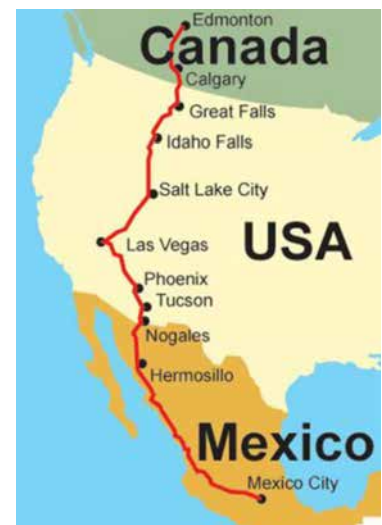 Edmonton
Canada
Calgary
Great Falls
Idaho Falls
Salt Lake City
Las Vegas
USA
Phoenix
Tucson
Nogales
Hermosillo
Mexico
Mexico City